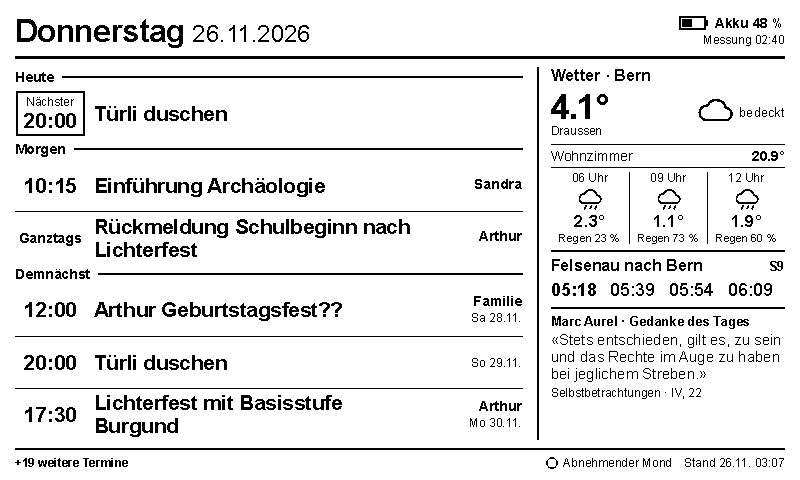 Donnerstag 26.11.2026
Akku 48 %
Messung 02:40
Heute
Nächster
20:00
Türli duschen
Morgen
10:15 Einführung Archäologie Sandra
Ganztags
Rückmeldung Schulbeginn nach
Lichterfest
Arthur
Demnächst
12:00 Arthur Geburtstagsfest??
Familie
Sa 28.11.
20:00 Türli duschen So 29.11.
17:30
Lichterfest mit Basisstufe
Burgund
Arthur
Mo 30.11.
+19 weitere Termine
Wetter · Bern
4.1°
bedeckt
Draussen
Wohnzimmer 20.9°
06 Uhr 09 Uhr 12 Uhr
2.3° 1.1° 1.9°
Regen 23 % Regen 73 % Regen 60 %
Felsenau nach Bern S9
05:18 05:39 05:54 06:09
Marc Aurel · Gedanke des Tages
«Stets entschieden, gilt es, zu sein
und das Rechte im Auge zu haben
bei jeglichem Streben.»
Selbstbetrachtungen · IV, 22
Abnehmender Mond Stand 26.11. 03:07